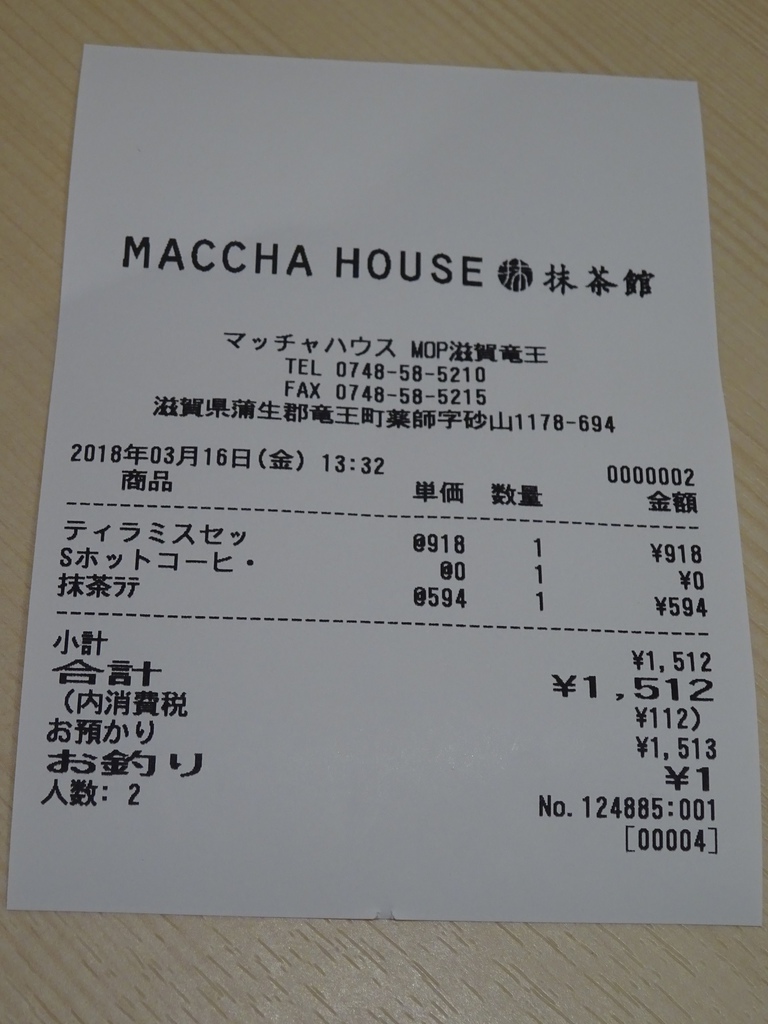 MACCHA HOUSE 抹茶館
マッチャハウス MOP滋賀竜王
TEL 0748-58-5210
FAX 0748-58-5215
滋賀県蒲生郡竜王町薬師字砂山1178-694
2018年03月16日(金) 13:32 0000002
商品 単価 数量 金額
ティラミスセッ @918 1 ¥918
Sホットコーヒ・ @0 1 ¥0
抹茶ﾗﾃ @594 1 ¥594
小計 ¥1,512
合計 ¥1,512
(内消費税 ¥112)
お預かり ¥1,513
お釣り ¥1
人数: 2
No. 124885:001
[00004]